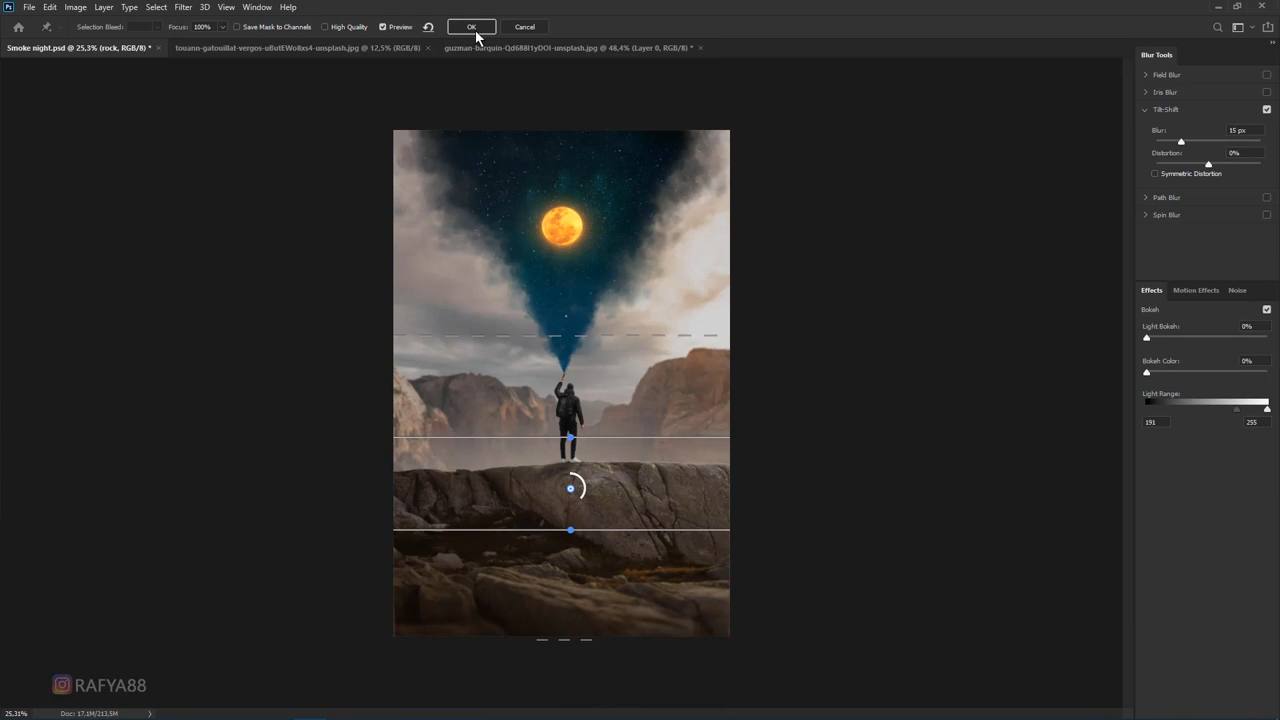 File Edit Image Layer Type Select Filter 3D View Window Help
Selection Bleed: Focus: 100% Save Mask to Channels High Quality Preview OK Cancel
Smoke night.psd @ 25,3% (rock, RGB/8) * × touann-gatouillat-vergos-uButEWo8xs4-unsplash.jpg @ 12,5% (RGB/8) × guzman-barquin-Qd688l1yDOI-unsplash.jpg @ 48,4% (Layer 0, RGB/8) * ×
Blur Tools
Field Blur
Iris Blur
Tilt-Shift
Blur: 15 px
Distortion: 0%
Symmetric Distortion
Path Blur
Spin Blur
Effects Motion Effects Noise
Bokeh
Light Bokeh: 0%
Bokeh Color: 0%
Light Range:
191 255
RAFYA88
25,31% Doc: 17,1M/213,5M